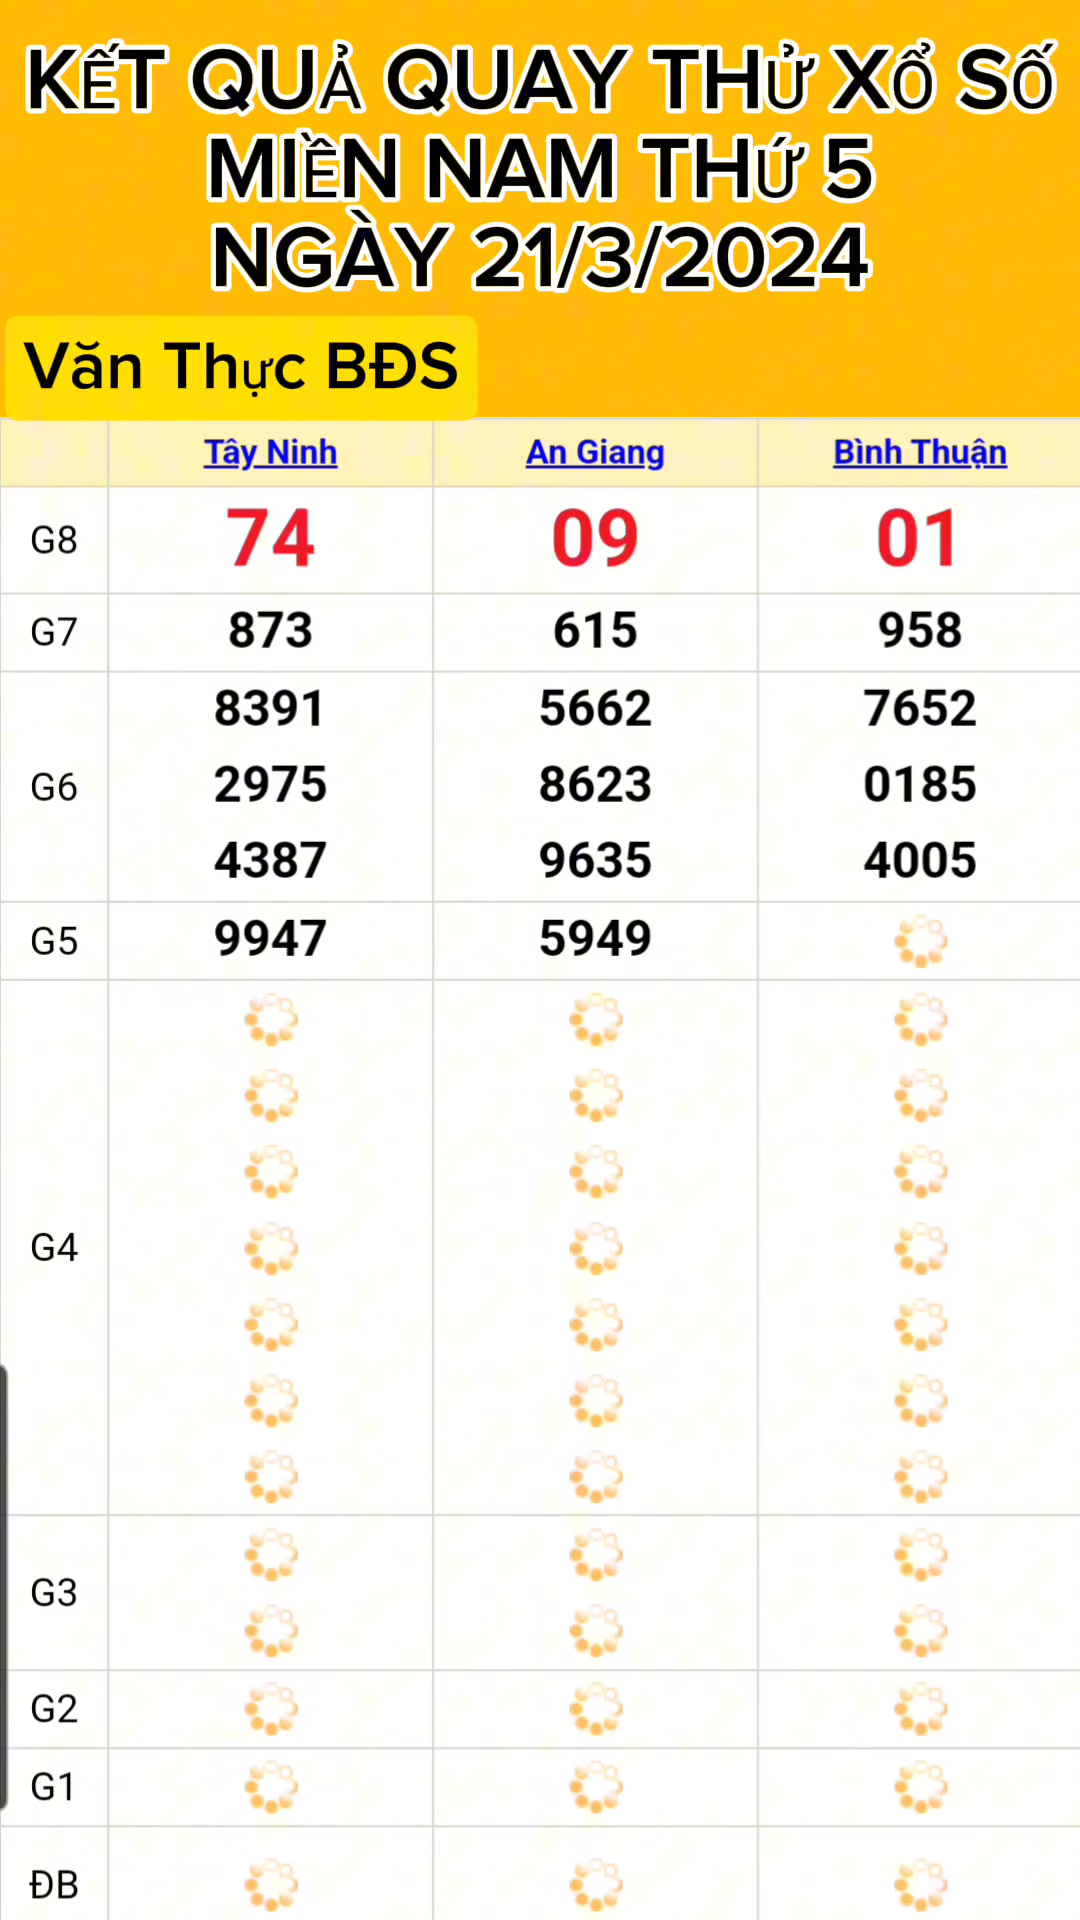 KẾT QUẢ QUAY THỬ XỔ SỐ
MIỀN NAM THỨ 5
NGÀY 21/3/2024
Văn Thực BĐS
Tây Ninh An Giang Bình Thuận
G8 74 09 01
G7 873 615 958
8391 5662 7652
G6 2975 8623 0185
4387 9635 4005
G5 9947 5949
G4
G3
G2
G1
ĐB